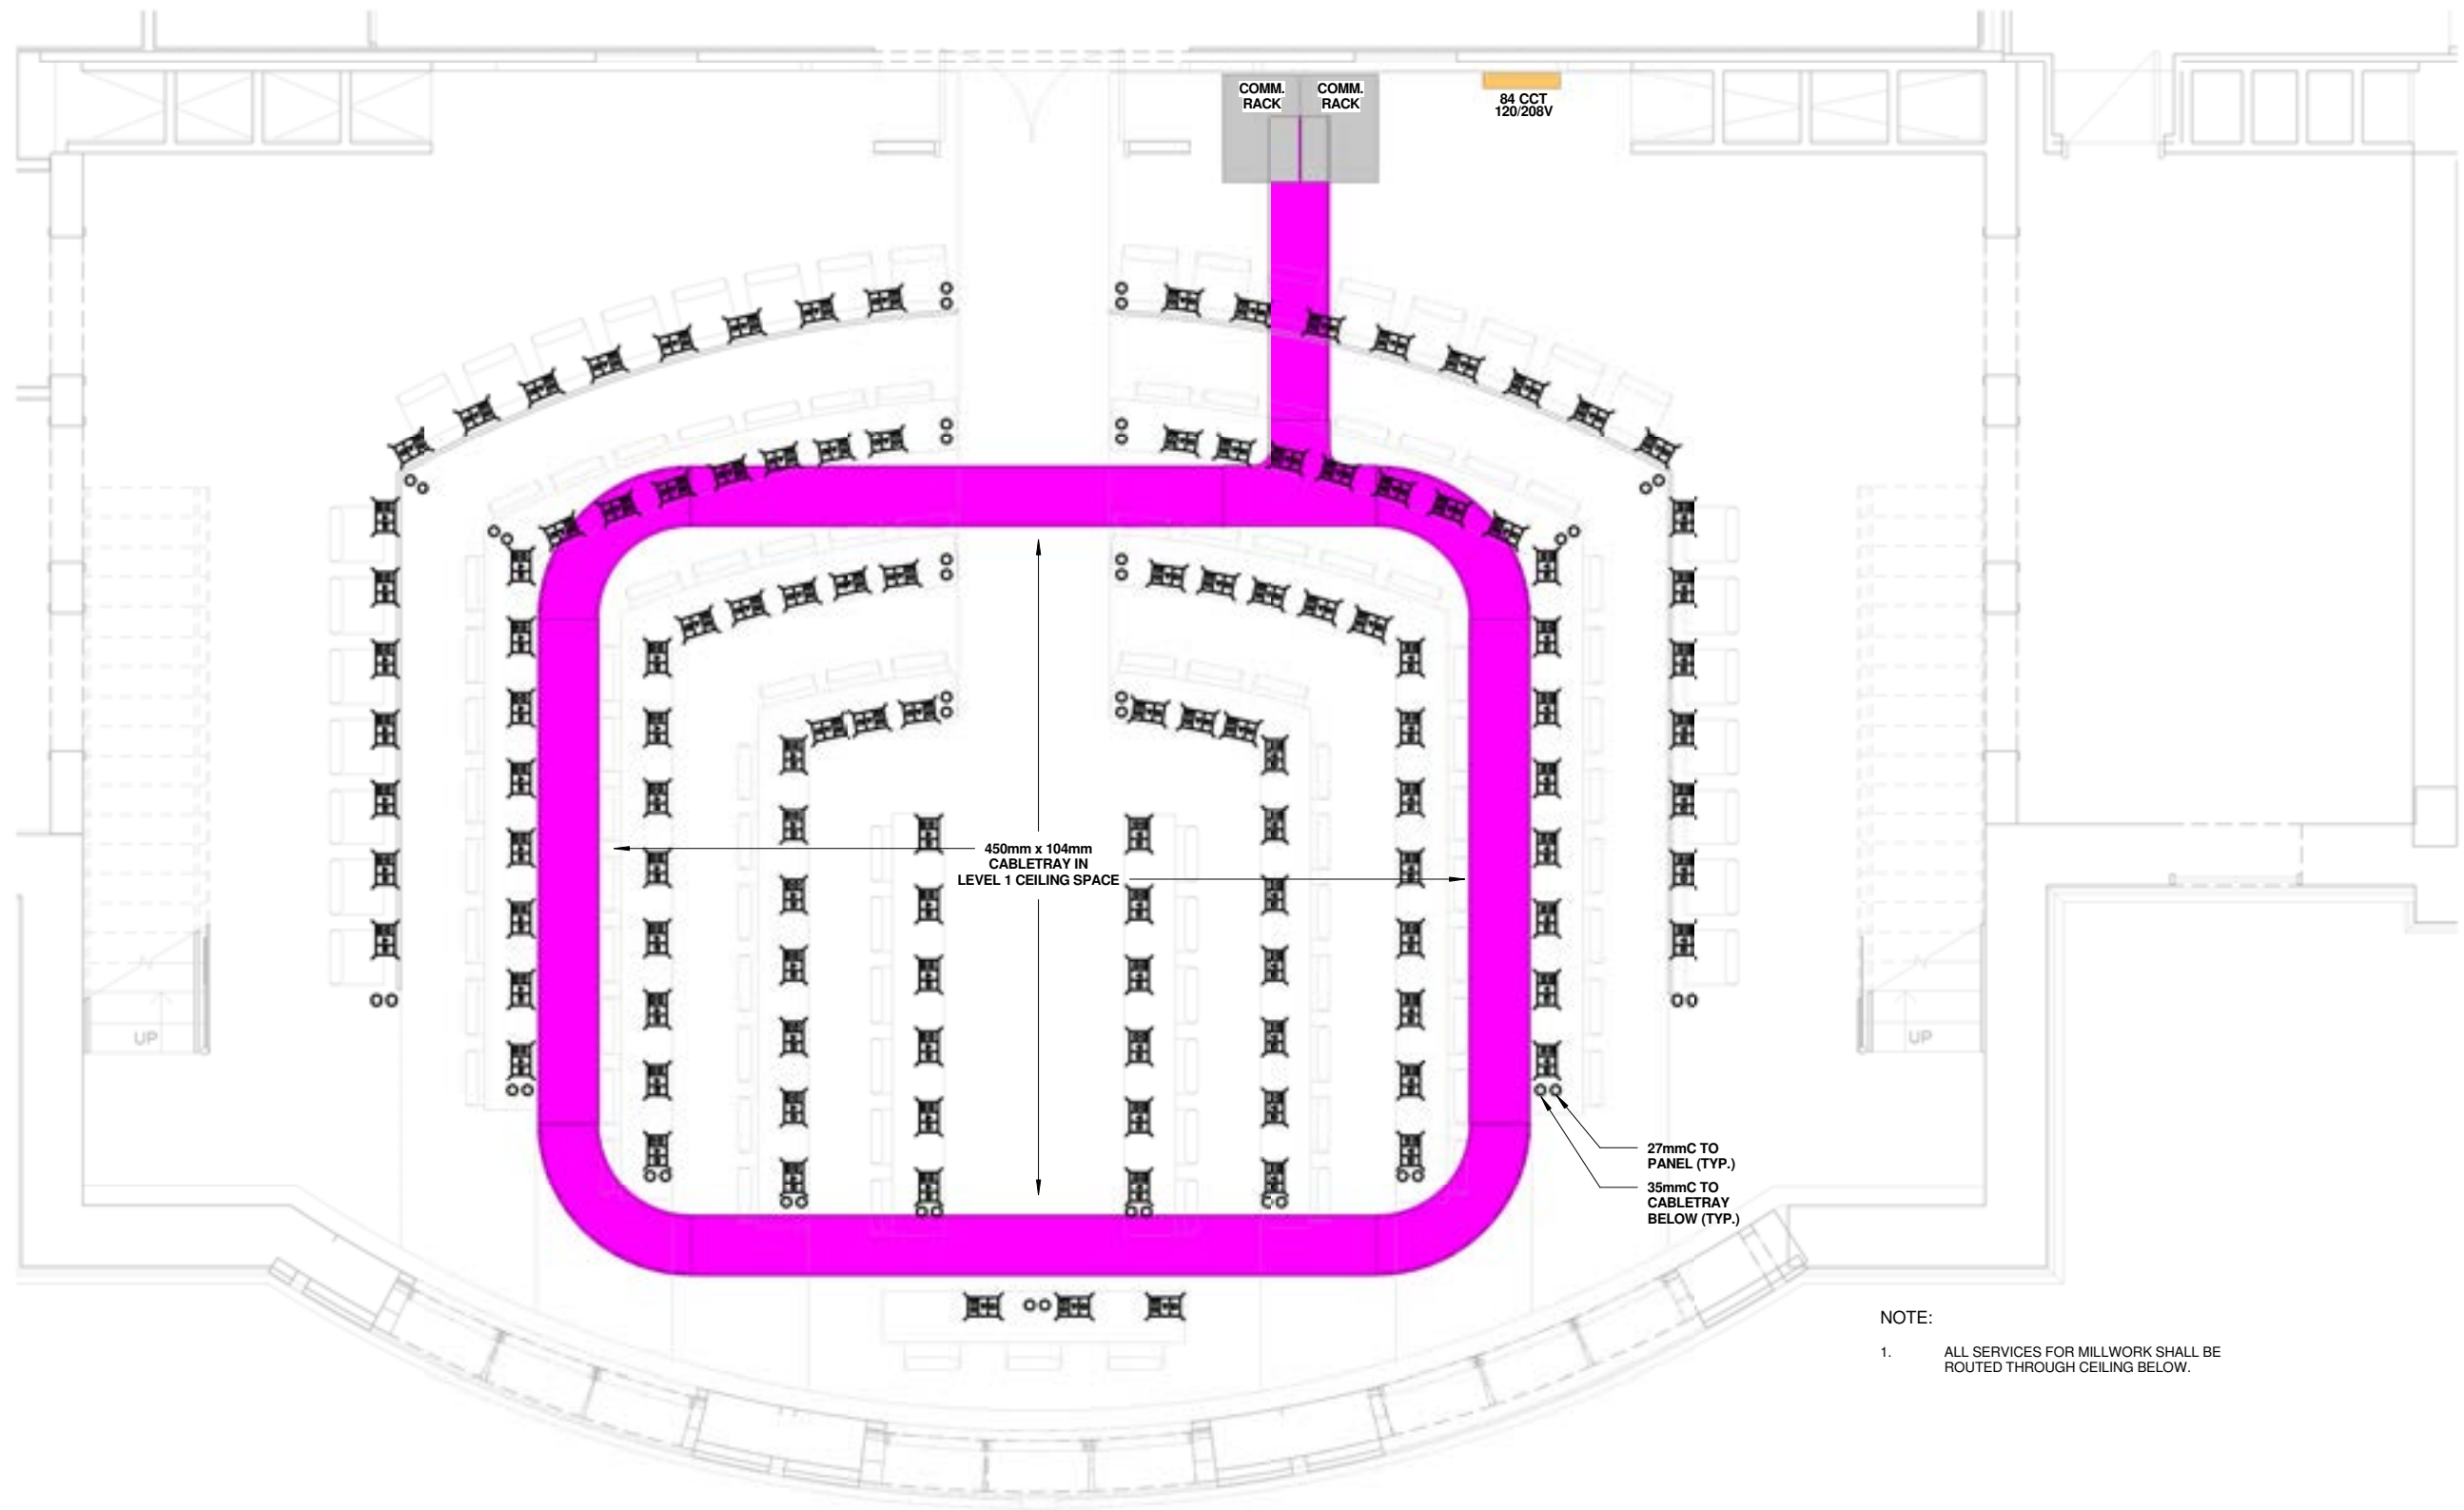 COMM.
RACK
COMM.
RACK
84 CCT
120/208V
450mm x 104mm
CABLETRAY IN
LEVEL 1 CEILING SPACE
UP
UP
27mmC TO
PANEL (TYP.)
35mmC TO
CABLETRAY
BELOW (TYP.)
NOTE:
1. ALL SERVICES FOR MILLWORK SHALL BE
ROUTED THROUGH CEILING BELOW.